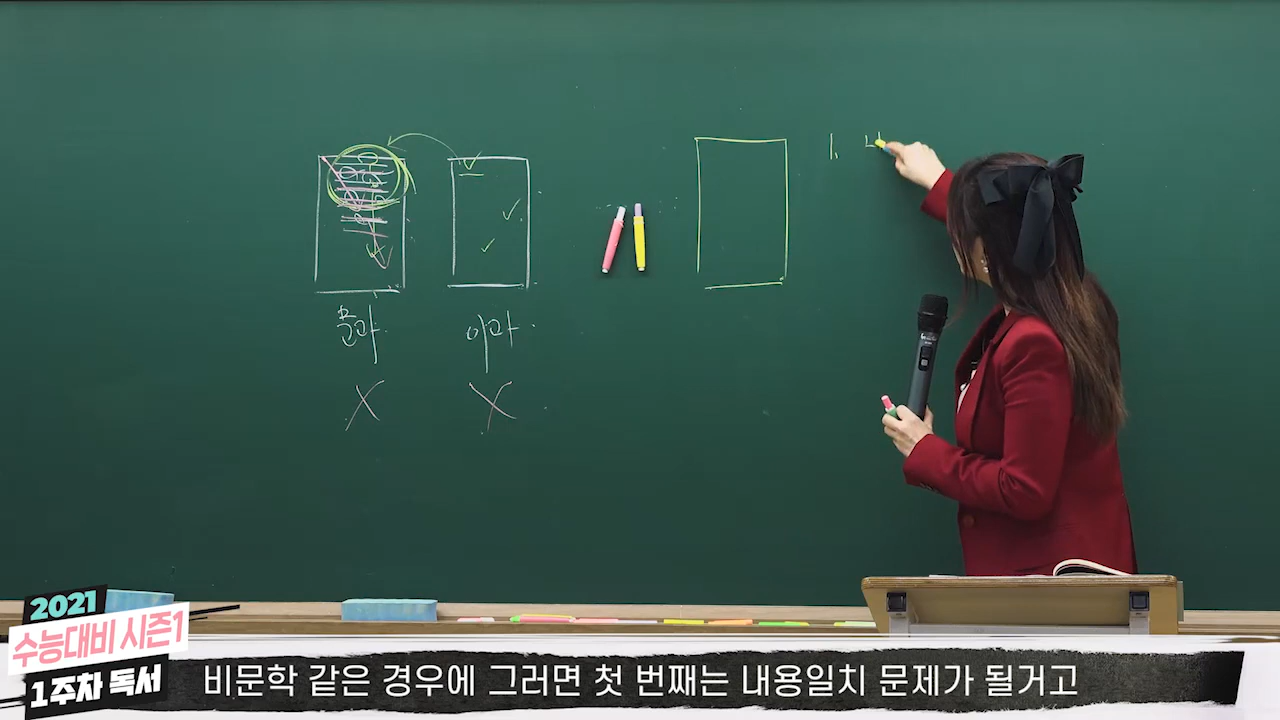 1. 내
2021
수능대비 시즌1
1주차 독서
비문학 같은 경우에 그러면 첫 번째는 내용일치 문제가 될거고